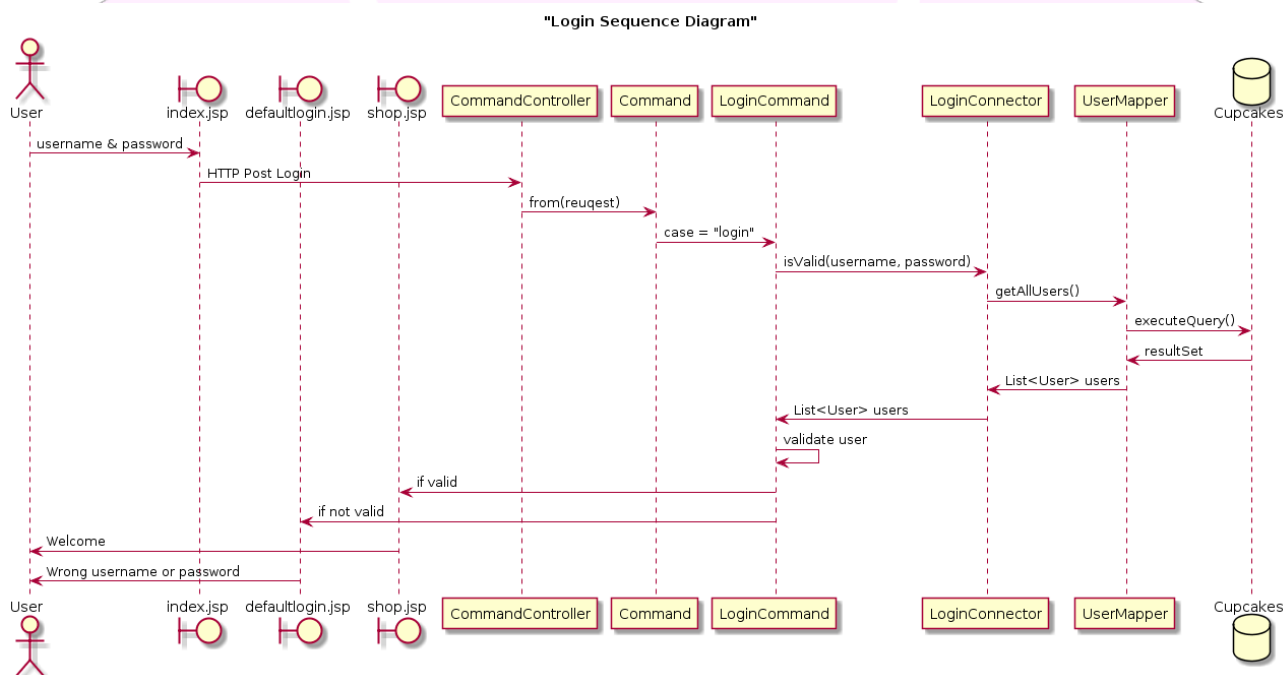 "Login Sequence Diagram"
User
index.jsp
defaultlogin.jsp
shop.jsp
CommandController
Command
LoginCommand
LoginConnector
UserMapper
Cupcakes
username & password
HTTP Post Login
from(reuqest)
case = "login"
isValid(username, password)
getAllUsers()
executeQuery()
resultSet
List<User> users
List<User> users
validate user
if valid
if not valid
Welcome
Wrong username or password
User
index.jsp
defaultlogin.jsp
shop.jsp
CommandController
Command
LoginCommand
LoginConnector
UserMapper
Cupcakes